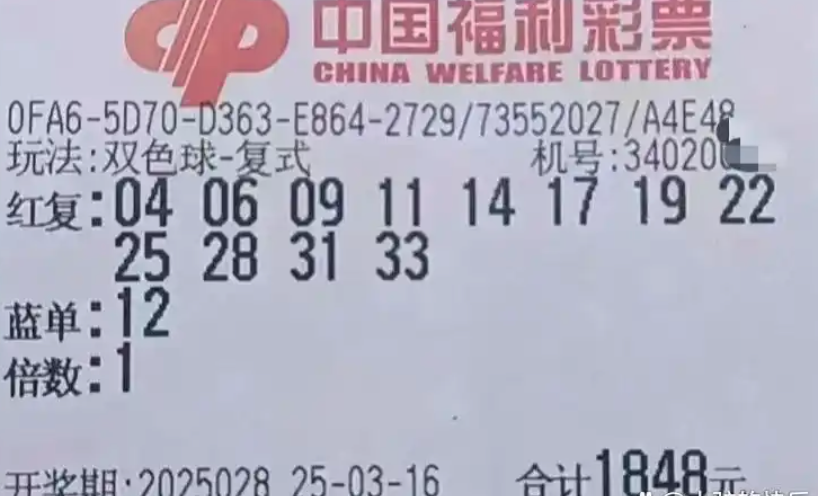 中国福利彩票
CHINA WELFARE LOTTERY
0FA6-5D70-D363-E864-2729/73552027/A4E48
玩法:双色球-复式 机号:340200
红复:04 06 09 11 14 17 19 22
25 28 31 33
蓝单:12
倍数:1
开奖期:2025028 25-03-16 合计1848元